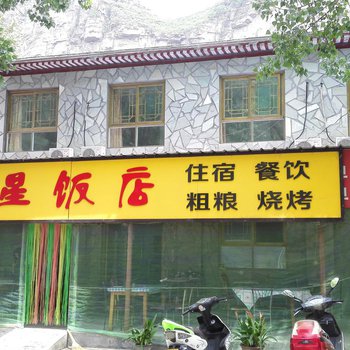 星饭店
住宿 餐饮
粗粮 烧烤